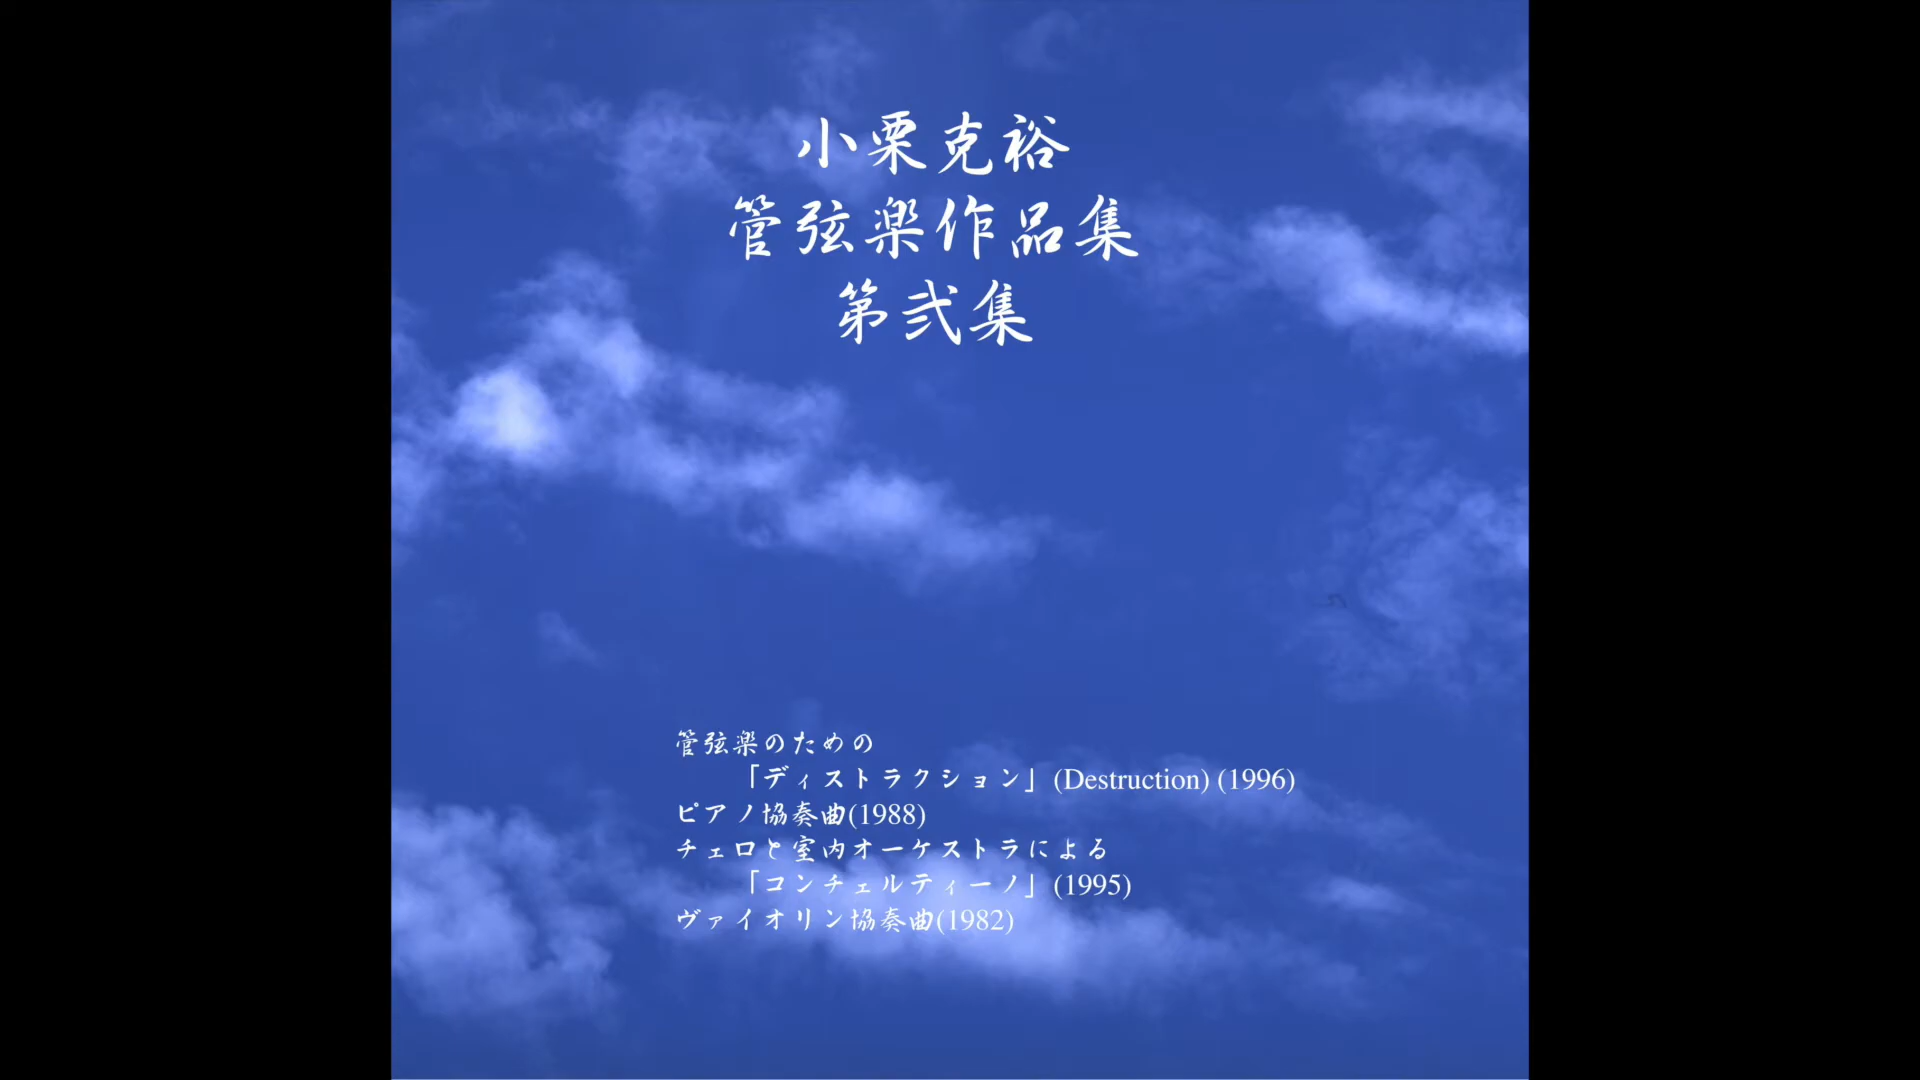 小栗克裕
管弦楽作品集
第弐集
管弦楽のための
「ディストラクション」(Destruction) (1996)
ピアノ協奏曲(1988)
チェロと室内オーケストラによる
「コンチェルティーノ」(1995)
ヴァイオリン協奏曲(1982)